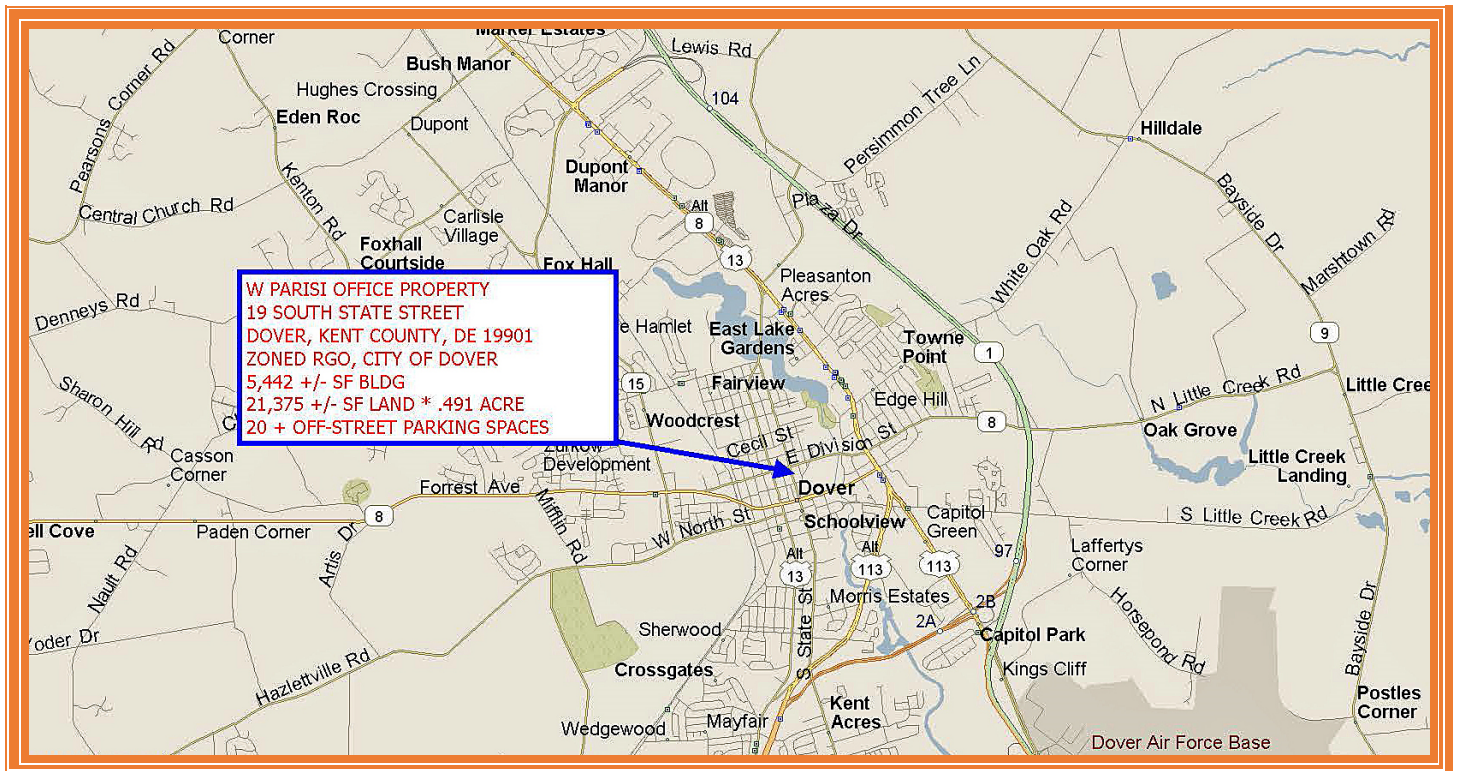 Corner
Market Estates
Lewis Rd
Bush Manor
Pearsons Corner Rd
Hughes Crossing
104
Eden Roc
Dupont
Persimmon Tree Ln
Hilldale
Dupont
Manor
Kenton Rd
Bayside Dr
Central Church Rd
Carlisle
Village
Alt
8
Plaza Dr
White Oak Rd
Marshtown Rd
Foxhall
Courtside
Fox Hall
13
Pleasanton
Acres
W PARISI OFFICE PROPERTY
19 SOUTH STATE STREET
DOVER, KENT COUNTY, DE 19901
ZONED RGO, CITY OF DOVER
5,442 +/- SF BLDG
21,375 +/- SF LAND * .491 ACRE
20 + OFF-STREET PARKING SPACES
Denneys Rd
e Hamlet
East Lake
Gardens
Towne
Point
1
9
Sharon Hill Rd
15
Fairview
Edge Hill
N Little Creek Rd
Little Cree
Woodcrest
Cecil St
E Division St
8
Oak Grove
Casson
Corner
Zurkow
Development
Little Creek
Landing
Forrest Ave
Mifflin Rd
Dover
8
ell Cove
Paden Corner
Artis Dr
W North St
Schoolview
Capitol
Green
S Little Creek Rd
Nault Rd
Alt
13
Alt
113
113
97
Laffertys
Corner
Morris Estates
2B
2A
Horsepond Rd
Bayside Dr
Yoder Dr
Sherwood
S State St
Capitol Park
Hazlettville Rd
Crossgates
Kings Cliff
Wedgewood
Mayfair
Kent
Acres
Postles
Corner
Dover Air Force Base